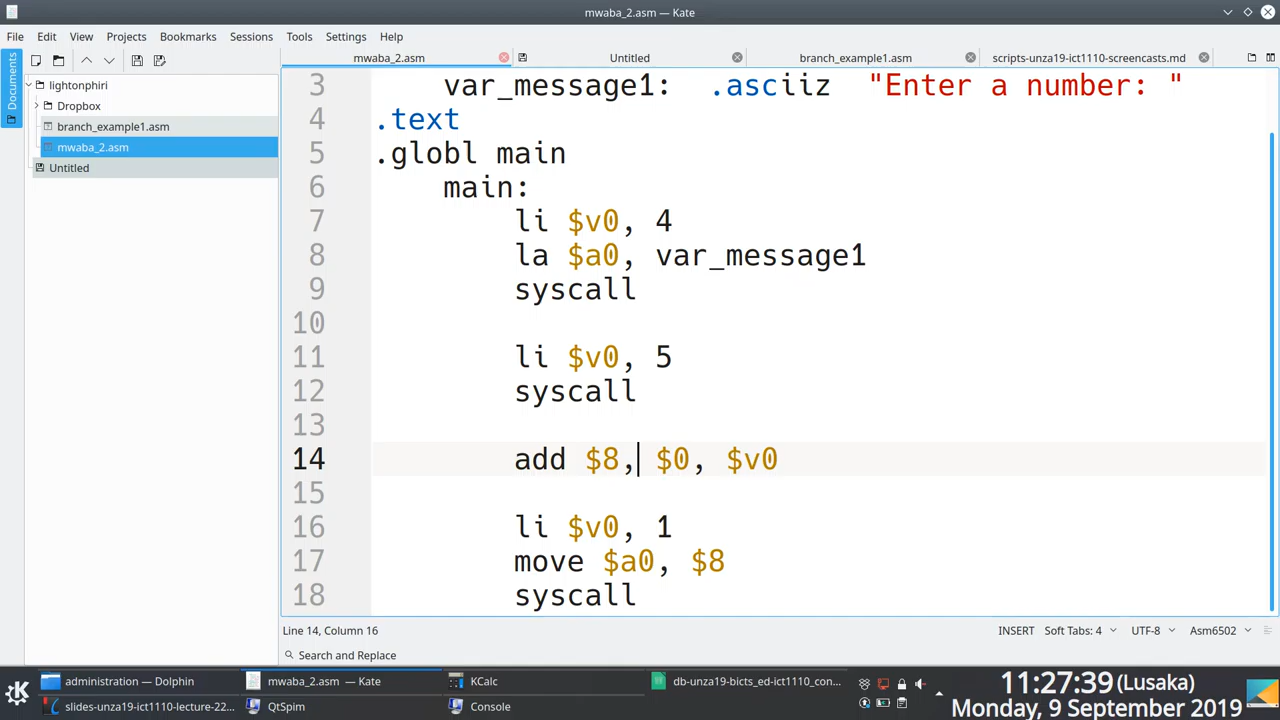 mwaba_2.asm — Kate
File Edit View Projects Bookmarks Sessions Tools Settings Help
Documents
mwaba_2.asm Untitled branch_example1.asm scripts-unza19-ict1110-screencasts.md
lightonphiri
Dropbox
branch_example1.asm
mwaba_2.asm
Untitled
3 var_message1: .asciiz "Enter a number: "
4 .text
5 .globl main
6 main:
7 li $v0, 4
8 la $a0, var_message1
9 syscall
10
11 li $v0, 5
12 syscall
13
14 add $8, $0, $v0
15
16 li $v0, 1
17 move $a0, $8
18 syscall
Line 14, Column 16 INSERT Soft Tabs: 4 UTF-8 Asm6502
Search and Replace
administration — Dolphin mwaba_2.asm — Kate KCalc db-unza19-bicts_ed-ict1110_con...
slides-unza19-ict1110-lecture-22... QtSpim Console
11:27:39 (Lusaka)
Monday, 9 September 2019